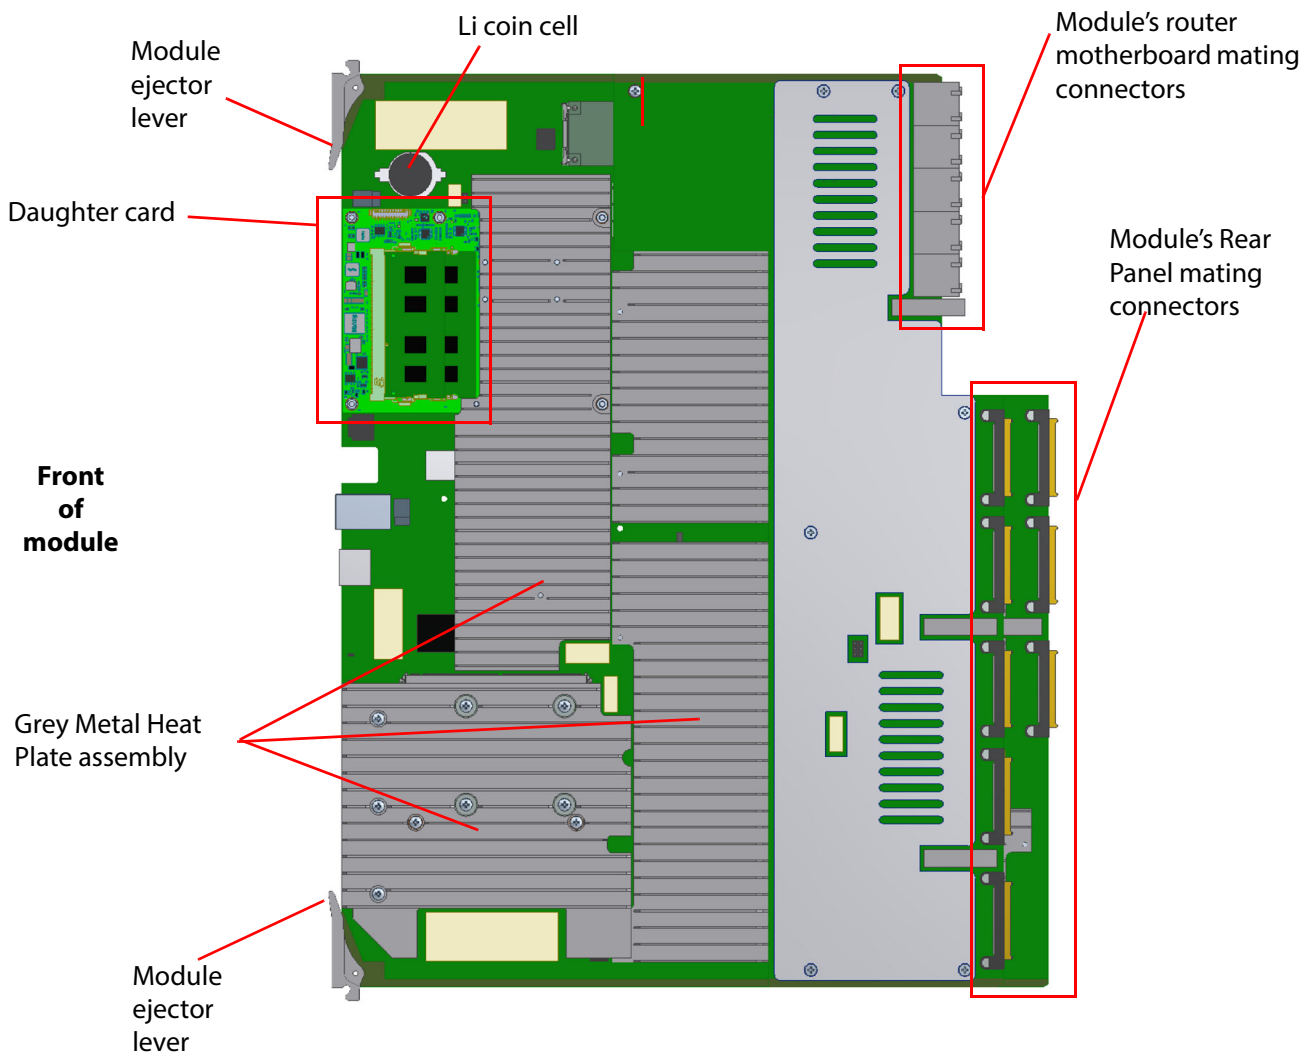 Module
ejector
lever
Li coin cell
Module's router
motherboard mating
connectors
Daughter card
Module's Rear
Panel mating
connectors
Front
of
module
Grey Metal Heat
Plate assembly
Module
ejector
lever